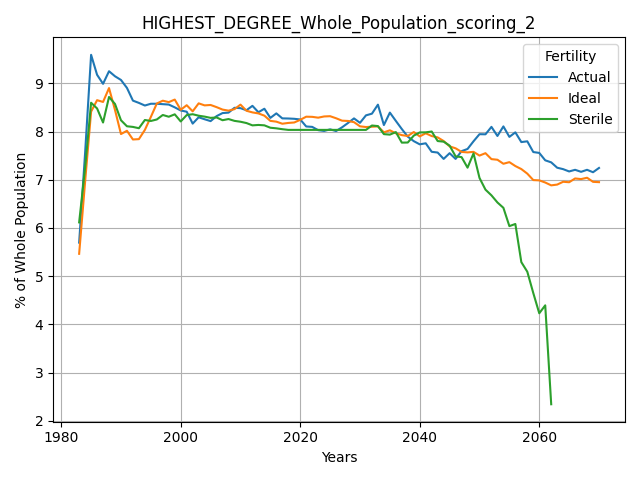 HIGHEST_DEGREE_Whole_Population_scoring_2
Fertility
Actual
Ideal
Sterile
% of Whole Population
9
8
7
6
5
4
3
2
1980
2000
2020
2040
2060
Years